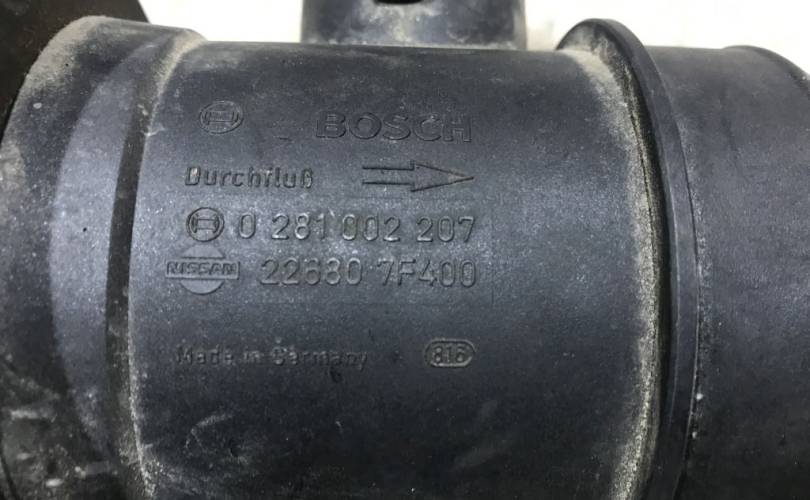 BOSCH
Durchfluß
0 281 002 207
NISSAN 22680 7F400
Made in Germany 816